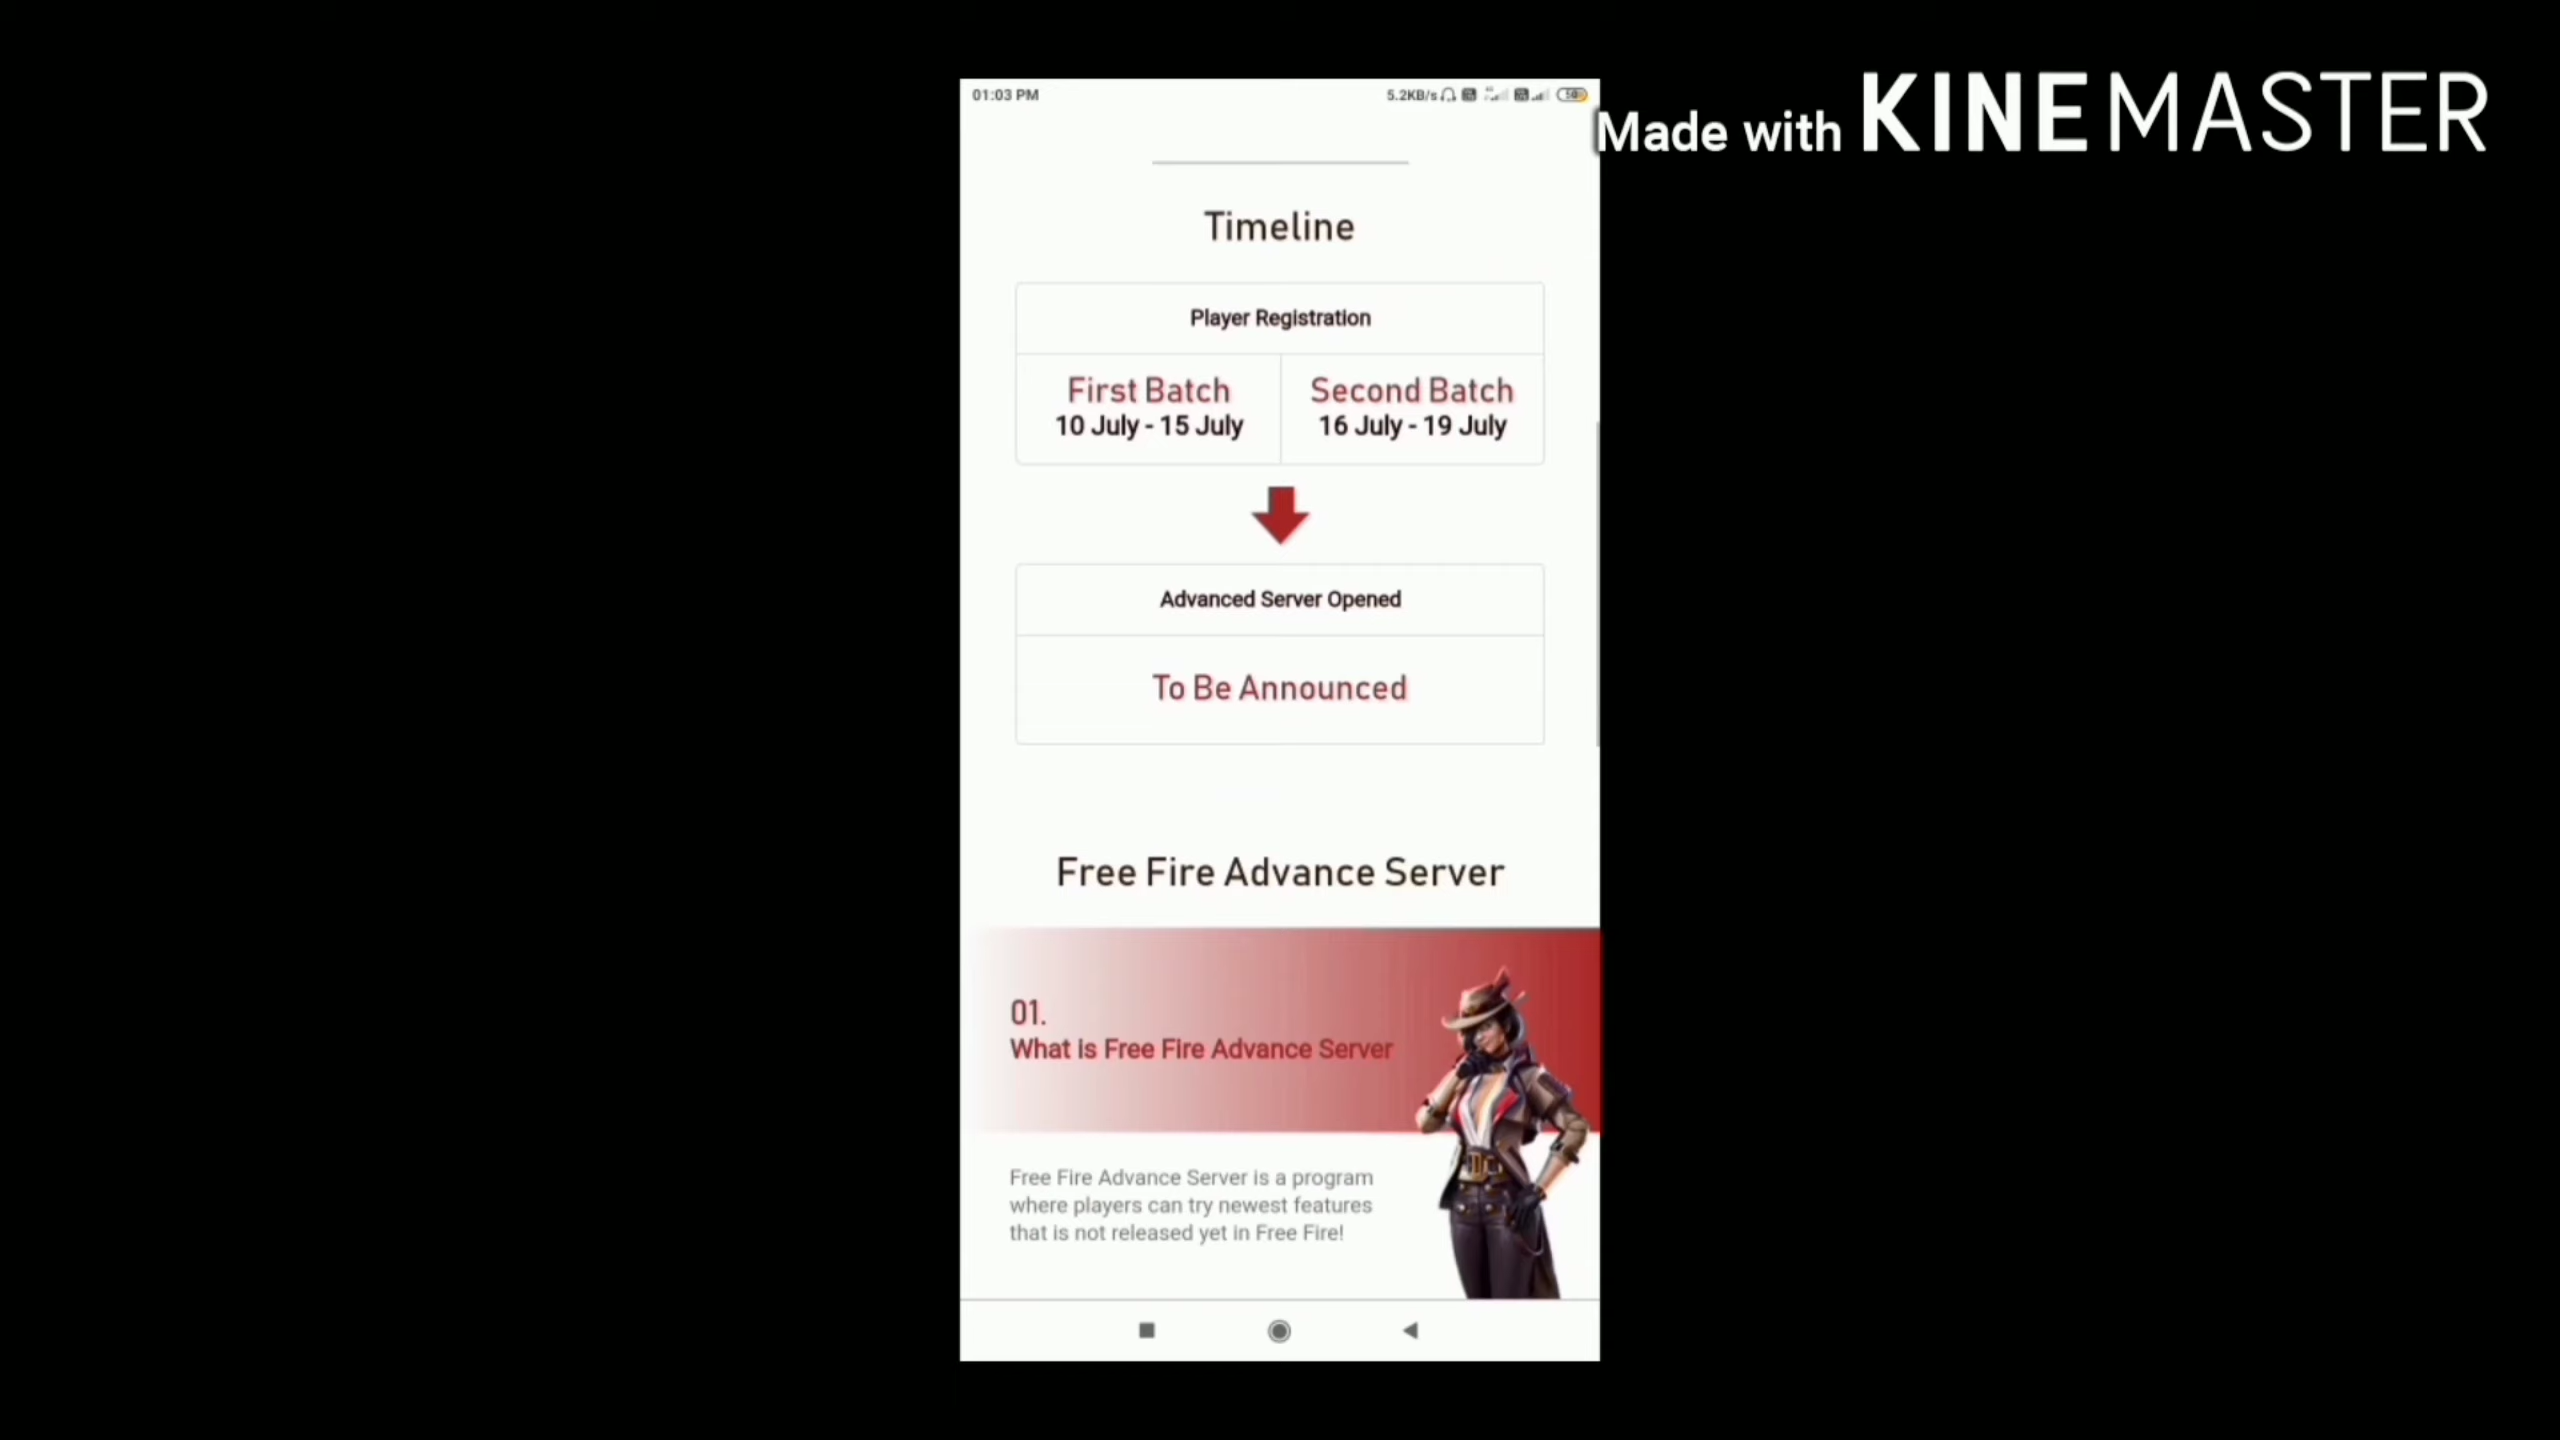 01:03 PM
5.2KB/s
Made with KINEMASTER
Timeline
Player Registration
First Batch
10 July - 15 July
Second Batch
16 July - 19 July
Advanced Server Opened
To Be Announced
Free Fire Advance Server
01.
What is Free Fire Advance Server
Free Fire Advance Server is a program
where players can try newest features
that is not released yet in Free Fire!